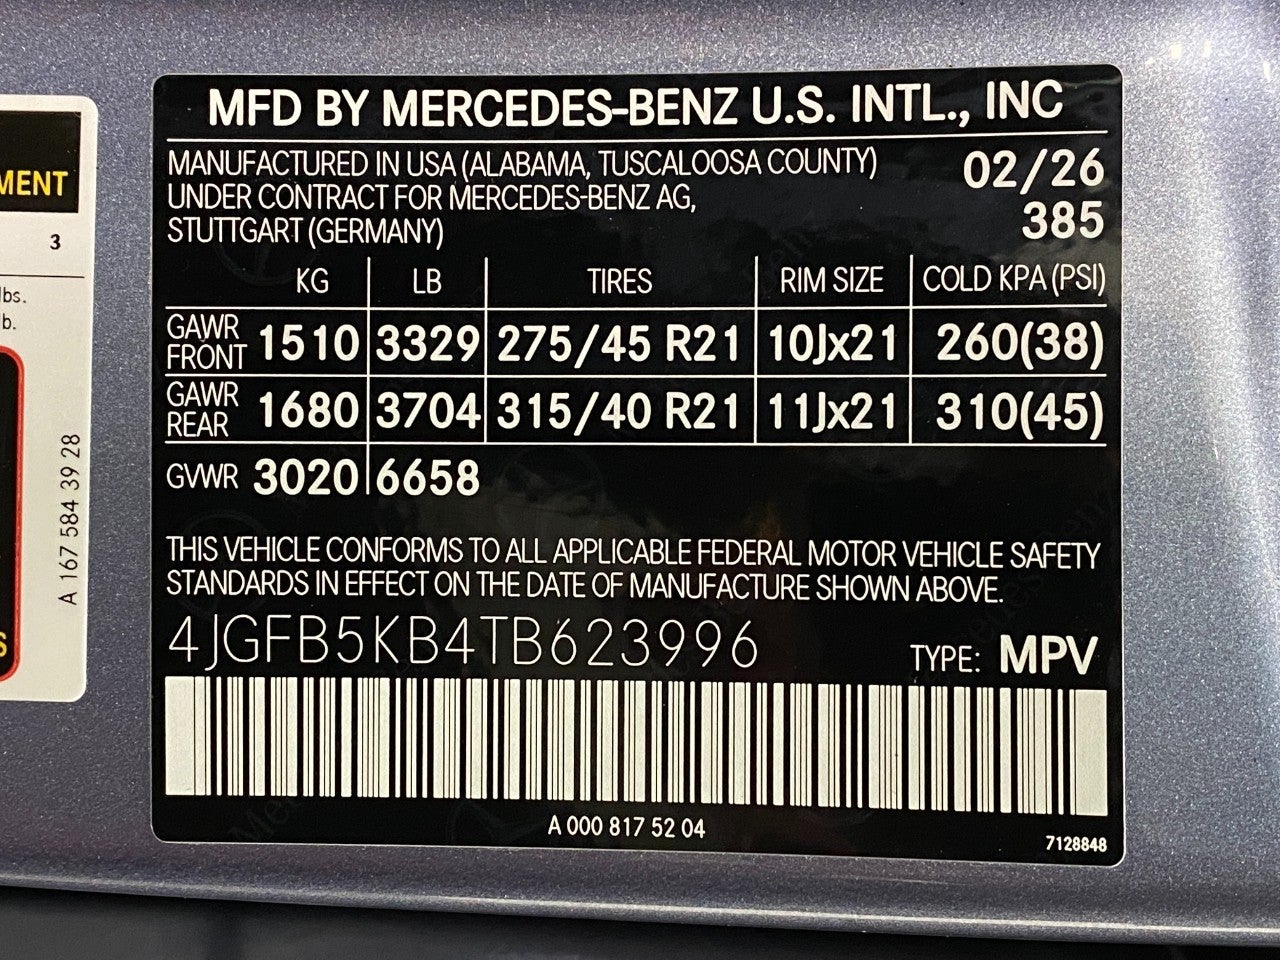 MENT
3
lbs.
b.
A 167 584 39 28
S
MFD BY MERCEDES-BENZ U.S. INTL., INC
MANUFACTURED IN USA (ALABAMA, TUSCALOOSA COUNTY) 02/26
UNDER CONTRACT FOR MERCEDES-BENZ AG, 385
STUTTGART (GERMANY)
KG LB TIRES RIM SIZE COLD KPA (PSI)
GAWR FRONT 1510 3329 275/45 R21 10Jx21 260(38)
GAWR REAR 1680 3704 315/40 R21 11Jx21 310(45)
GVWR 3020 6658
THIS VEHICLE CONFORMS TO ALL APPLICABLE FEDERAL MOTOR VEHICLE SAFETY
STANDARDS IN EFFECT ON THE DATE OF MANUFACTURE SHOWN ABOVE.
4JGFB5KB4TB623996 TYPE: MPV
A 000 817 52 04
7128848